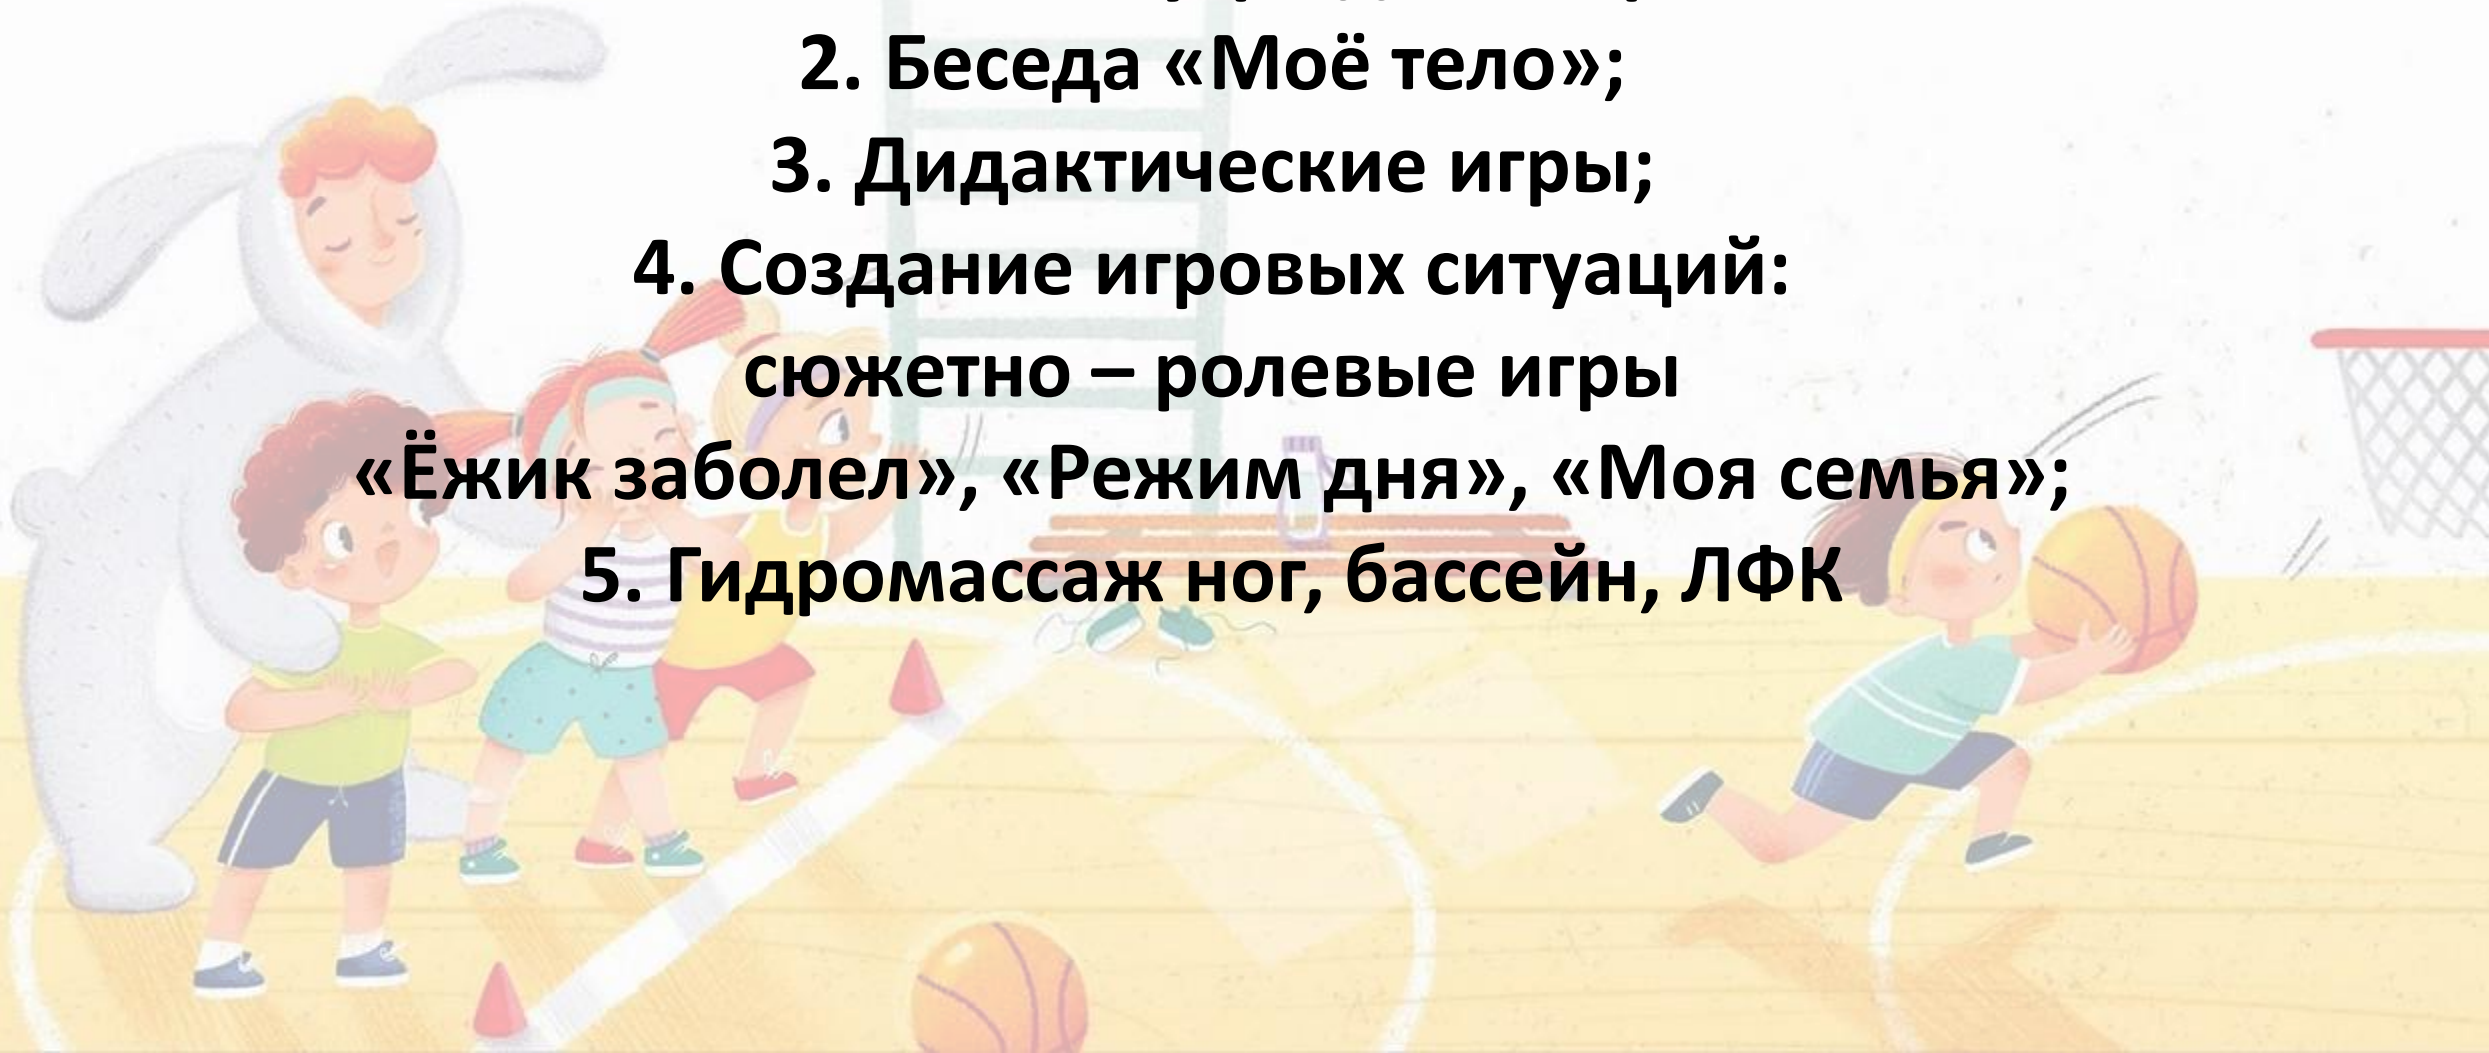 2. Беседа «Моё тело»;
3. Дидактические игры;
4. Создание игровых ситуаций:
сюжетно – ролевые игры
«Ёжик заболел», «Режим дня», «Моя семья»;
5. Гидромассаж ног, бассейн, ЛФК